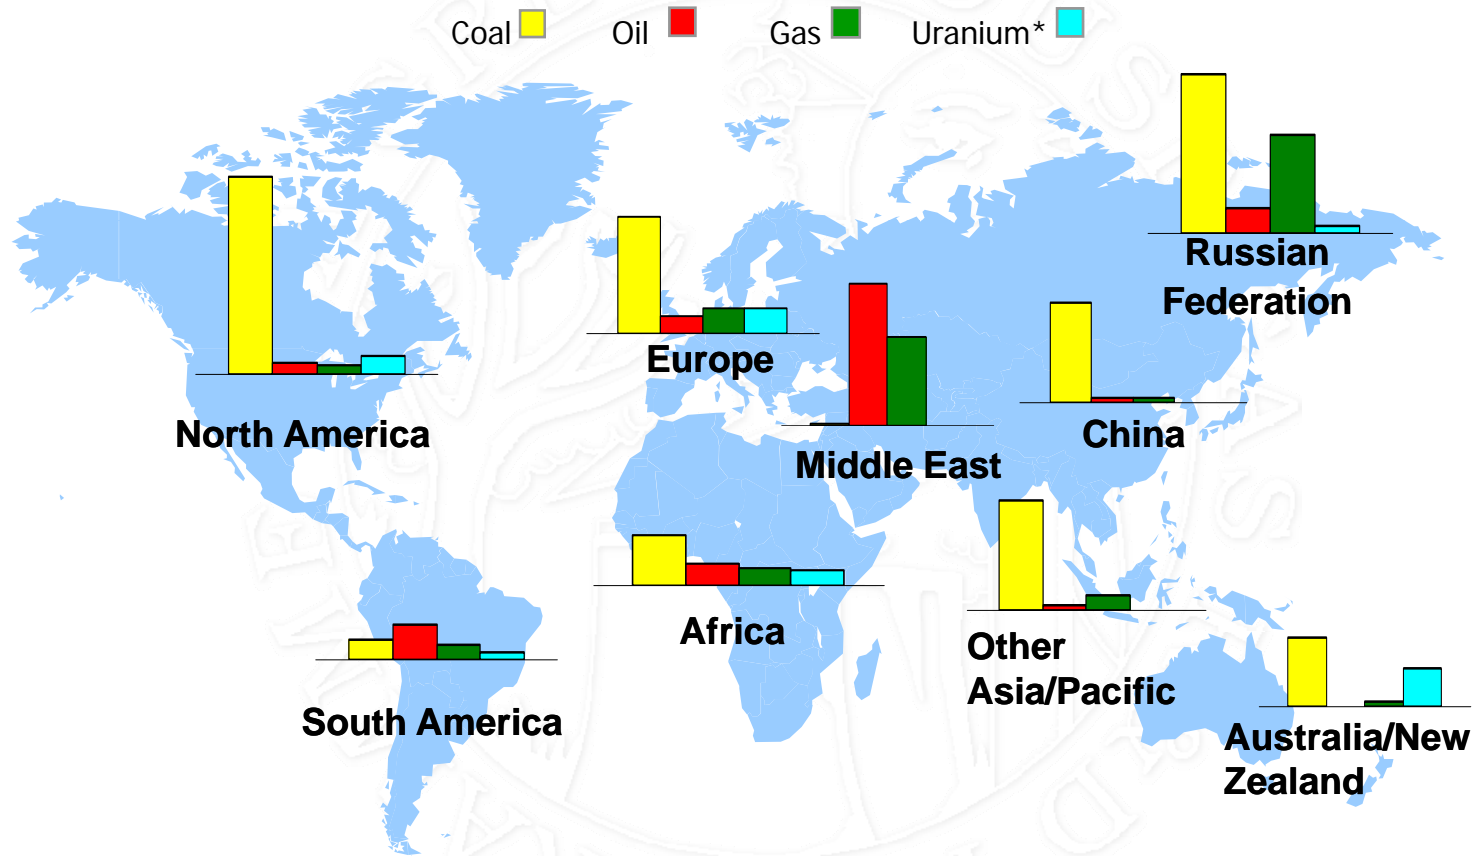 Coal Oil Gas Uranium*
Russian
Federation
Europe
North America
China
Middle East
Africa
Other
Asia/Pacific
South America
Australia/New
Zealand